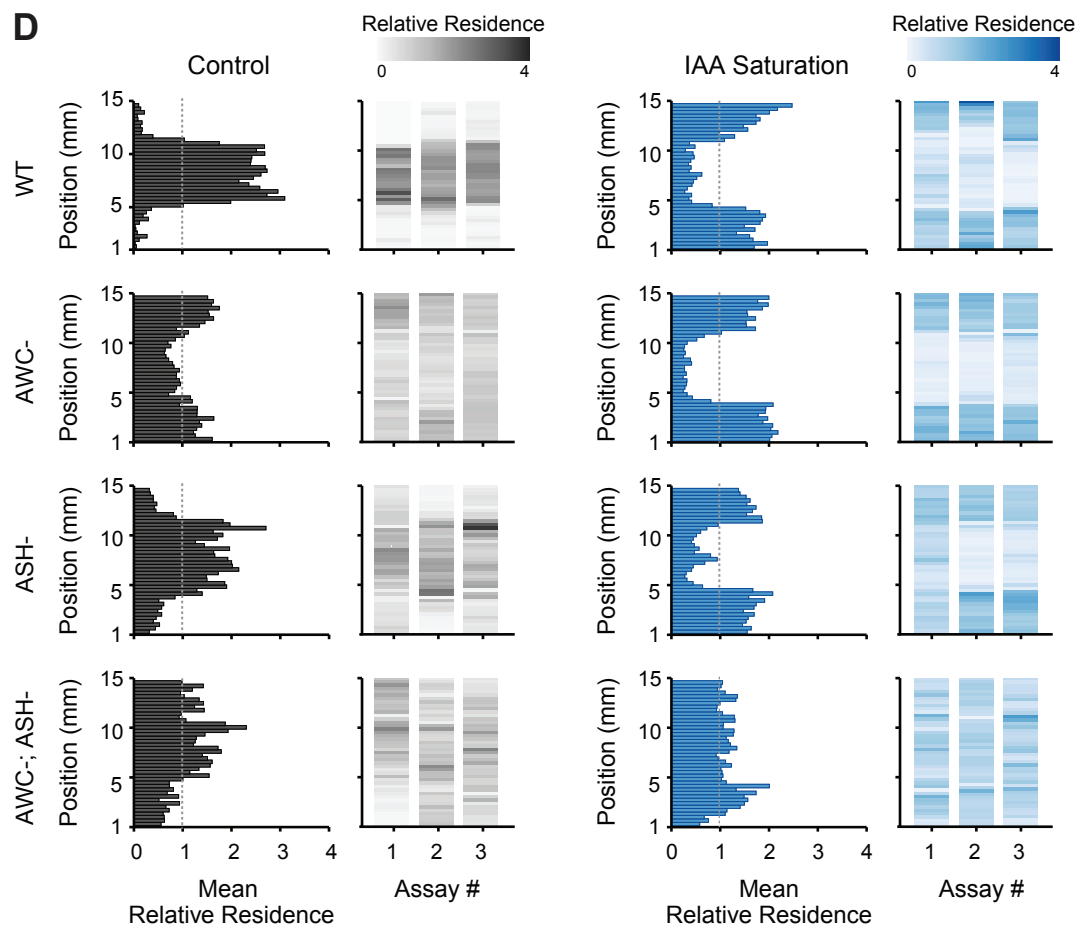 D
Relative Residence
0 4
Relative Residence
0 4
Control
IAA Saturation
WT
Position (mm)
15
10
5
1
Position (mm)
15
10
5
1
AWC-
Position (mm)
15
10
5
1
Position (mm)
15
10
5
1
ASH-
Position (mm)
15
10
5
1
Position (mm)
15
10
5
1
AWC-; ASH-
Position (mm)
15
10
5
1
Position (mm)
15
10
5
1
0 1 2 3 4
1 2 3
0 1 2 3 4
1 2 3
Mean
Relative Residence
Assay #
Mean
Relative Residence
Assay #